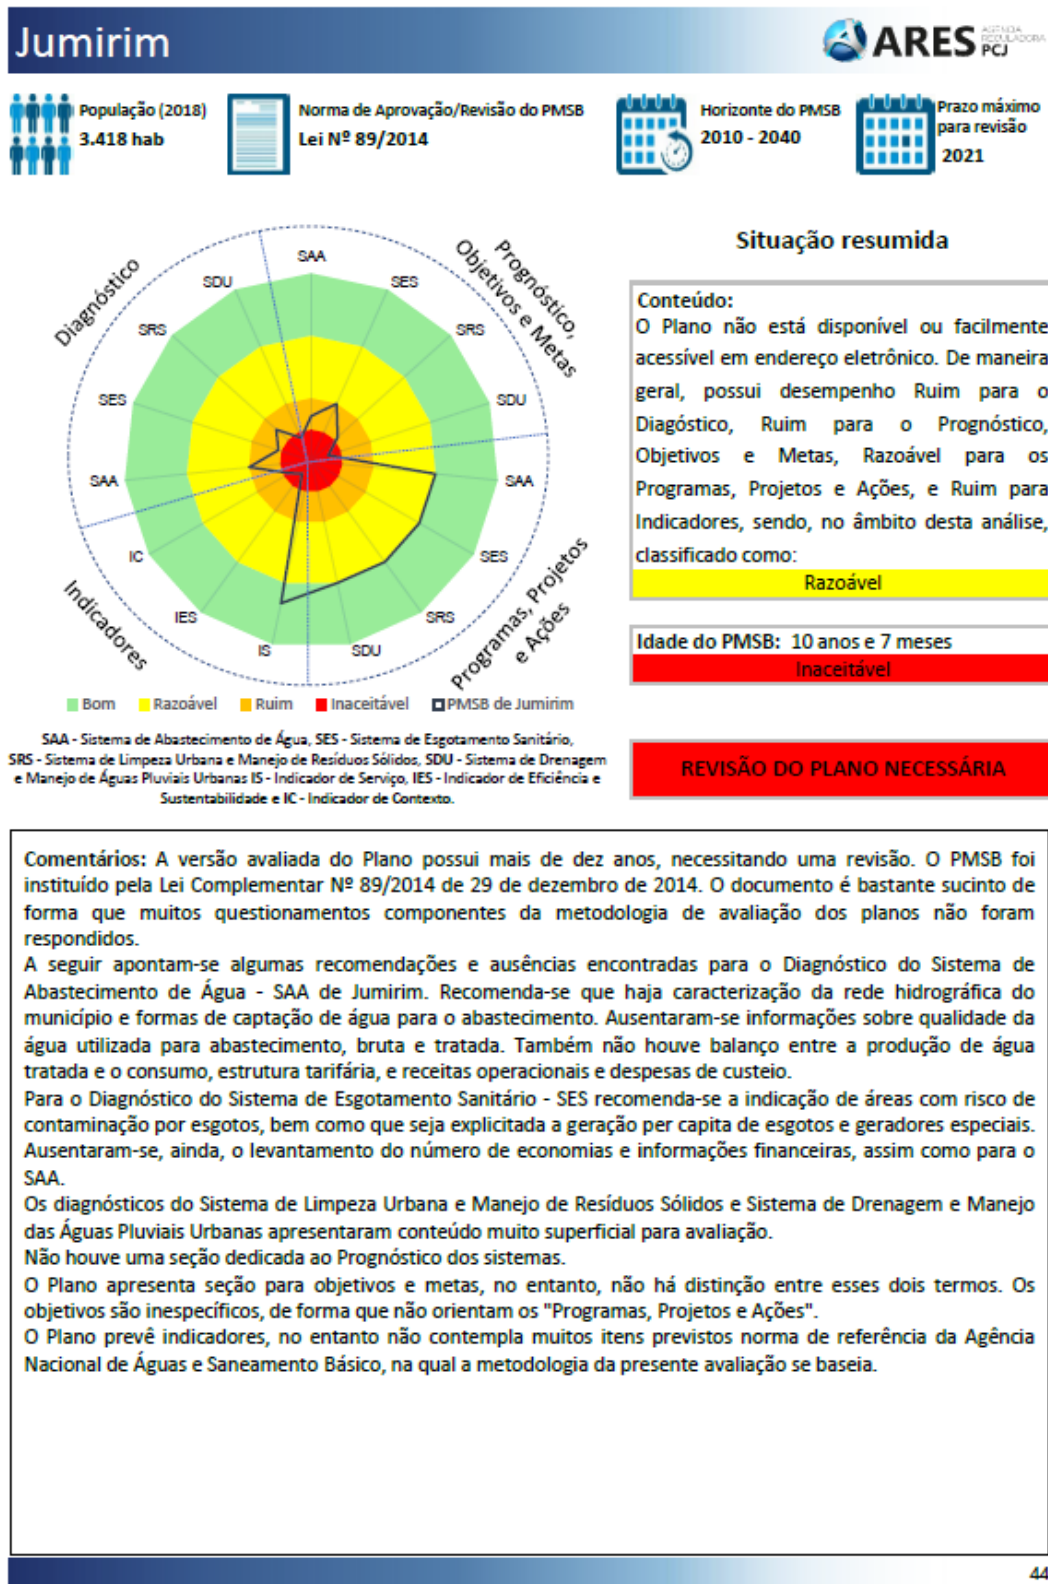 Jumirim
ARES AGÊNCIA REGULADORA PCJ
População (2018)
3.418 hab
Norma de Aprovação/Revisão do PMSB
Lei Nº 89/2014
Horizonte do PMSB
2010 - 2040
Prazo máximo
para revisão
2021
Diagnóstico
Prognóstico,
Objetivos e Metas
SAA
SES
SRS
SDU
SAA
SES
SRS
SDU
IS
IES
IC
SAA
SES
SRS
SDU
Indicadores
Programas, Projetos
e Ações
Bom Razoável Ruim Inaceitável PMSB de Jumirim
SAA - Sistema de Abastecimento de Água, SES - Sistema de Esgotamento Sanitário,
SRS - Sistema de Limpeza Urbana e Manejo de Resíduos Sólidos, SDU - Sistema de Drenagem
e Manejo de Águas Pluviais Urbanas IS - Indicador de Serviço, IES - Indicador de Eficiência e
Sustentabilidade e IC - Indicador de Contexto.
Situação resumida
Conteúdo:
O Plano não está disponível ou facilmente
acessível em endereço eletrônico. De maneira
geral, possui desempenho Ruim para o
Diagóstico, Ruim para o Prognóstico,
Objetivos e Metas, Razoável para os
Programas, Projetos e Ações, e Ruim para
Indicadores, sendo, no âmbito desta análise,
classificado como:
Razoável
Idade do PMSB: 10 anos e 7 meses
Inaceitável
REVISÃO DO PLANO NECESSÁRIA
Comentários: A versão avaliada do Plano possui mais de dez anos, necessitando uma revisão. O PMSB foi
instituído pela Lei Complementar Nº 89/2014 de 29 de dezembro de 2014. O documento é bastante sucinto de
forma que muitos questionamentos componentes da metodologia de avaliação dos planos não foram
respondidos.
A seguir apontam-se algumas recomendações e ausências encontradas para o Diagnóstico do Sistema de
Abastecimento de Água - SAA de Jumirim. Recomenda-se que haja caracterização da rede hidrográfica do
município e formas de captação de água para o abastecimento. Ausentaram-se informações sobre qualidade da
água utilizada para abastecimento, bruta e tratada. Também não houve balanço entre a produção de água
tratada e o consumo, estrutura tarifária, e receitas operacionais e despesas de custeio.
Para o Diagnóstico do Sistema de Esgotamento Sanitário - SES recomenda-se a indicação de áreas com risco de
contaminação por esgotos, bem como que seja explicitada a geração per capita de esgotos e geradores especiais.
Ausentaram-se, ainda, o levantamento do número de economias e informações financeiras, assim como para o
SAA.
Os diagnósticos do Sistema de Limpeza Urbana e Manejo de Resíduos Sólidos e Sistema de Drenagem e Manejo
das Águas Pluviais Urbanas apresentaram conteúdo muito superficial para avaliação.
Não houve uma seção dedicada ao Prognóstico dos sistemas.
O Plano apresenta seção para objetivos e metas, no entanto, não há distinção entre esses dois termos. Os
objetivos são inespecíficos, de forma que não orientam os "Programas, Projetos e Ações".
O Plano prevê indicadores, no entanto não contempla muitos itens previstos norma de referência da Agência
Nacional de Águas e Saneamento Básico, na qual a metodologia da presente avaliação se baseia.
44